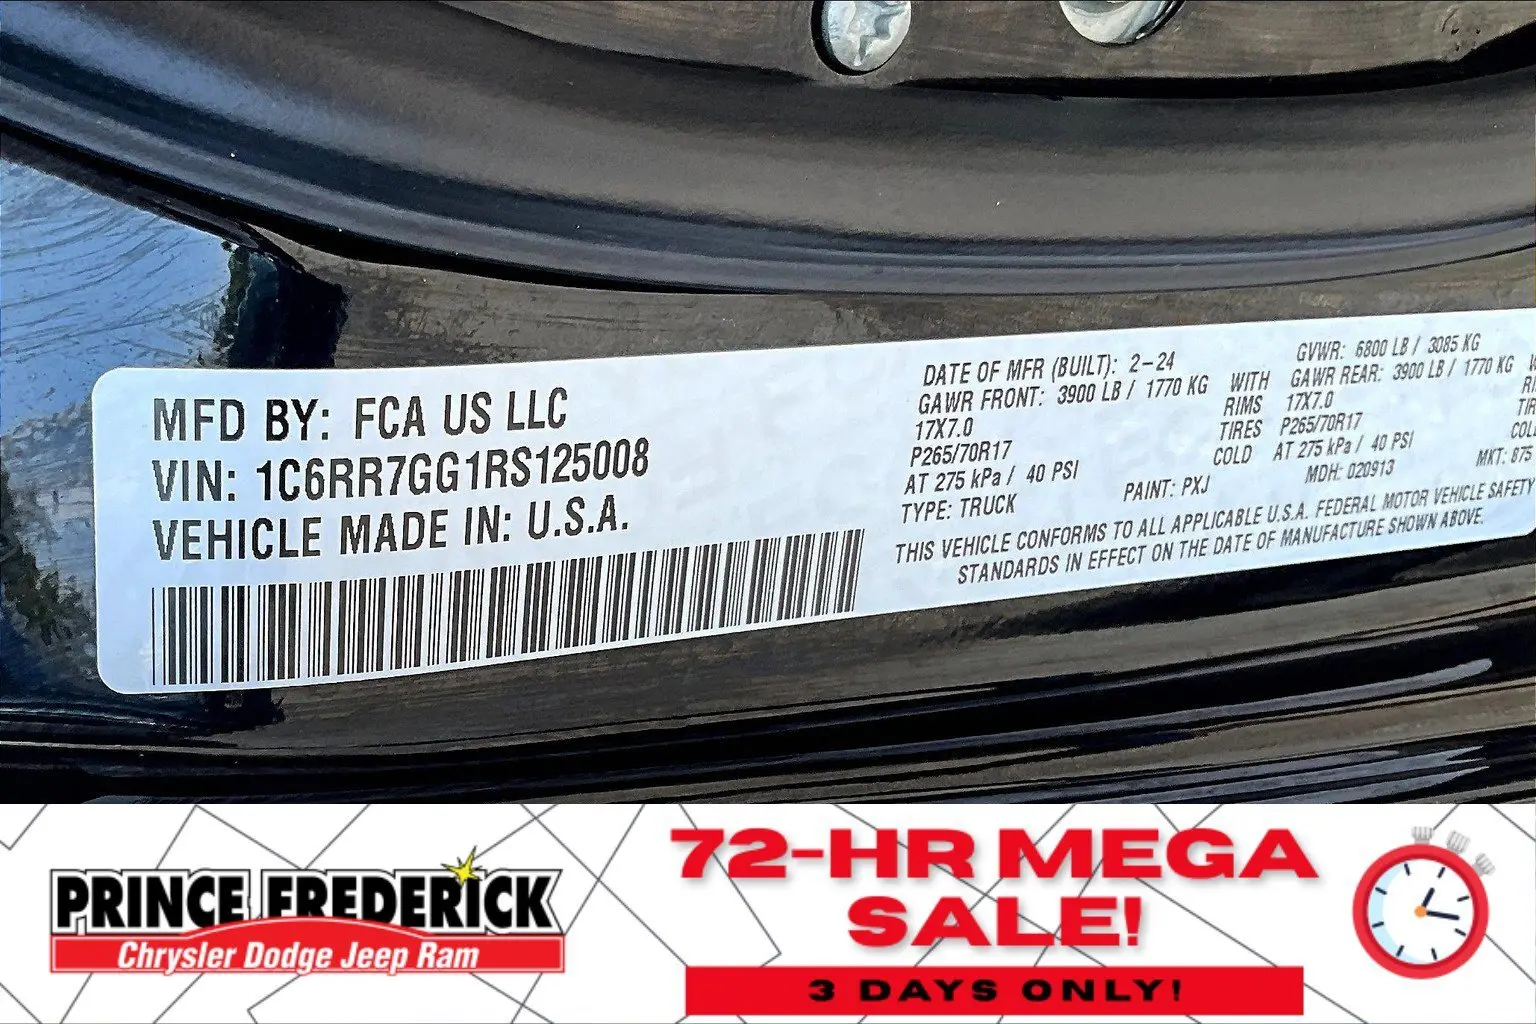 MFD BY: FCA US LLC
VIN: 1C6RR7GG1RS125008
VEHICLE MADE IN: U.S.A.
DATE OF MFR (BUILT): 2-24
GVWR: 6800 LB / 3085 KG
GAWR FRONT: 3900 LB / 1770 KG WITH GAWR REAR: 3900 LB / 1770 KG
17X7.0 RIMS 17X7.0
P265/70R17 TIRES P265/70R17
AT 275 kPa / 40 PSI COLD AT 275 kPa / 40 PSI
TYPE: TRUCK PAINT: PXJ MDH: 020913 MKT: 875
THIS VEHICLE CONFORMS TO ALL APPLICABLE U.S.A. FEDERAL MOTOR VEHICLE SAFETY
STANDARDS IN EFFECT ON THE DATE OF MANUFACTURE SHOWN ABOVE.
PRINCE FREDERICK
Chrysler Dodge Jeep Ram
72-HR MEGA
SALE!
3 DAYS ONLY!